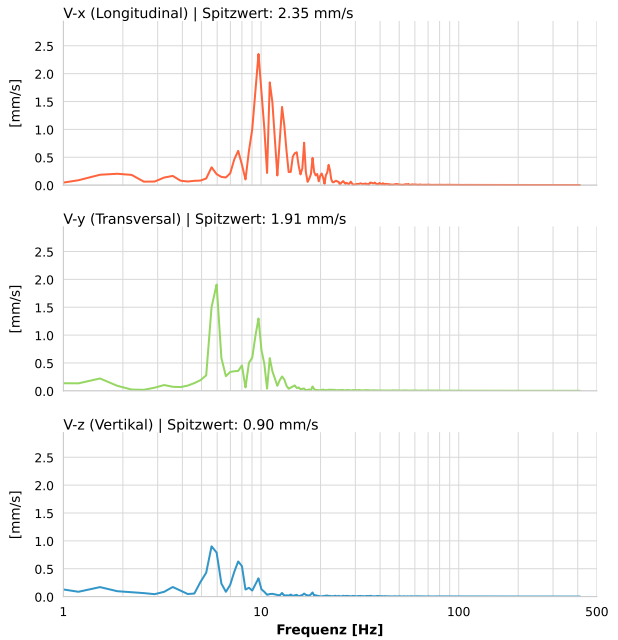 V-x (Longitudinal) | Spitzwert: 2.35 mm/s
[mm/s]
2.5
2.0
1.5
1.0
0.5
0.0
V-y (Transversal) | Spitzwert: 1.91 mm/s
[mm/s]
2.5
2.0
1.5
1.0
0.5
0.0
V-z (Vertikal) | Spitzwert: 0.90 mm/s
[mm/s]
2.5
2.0
1.5
1.0
0.5
0.0
1 10 100 500
Frequenz [Hz]